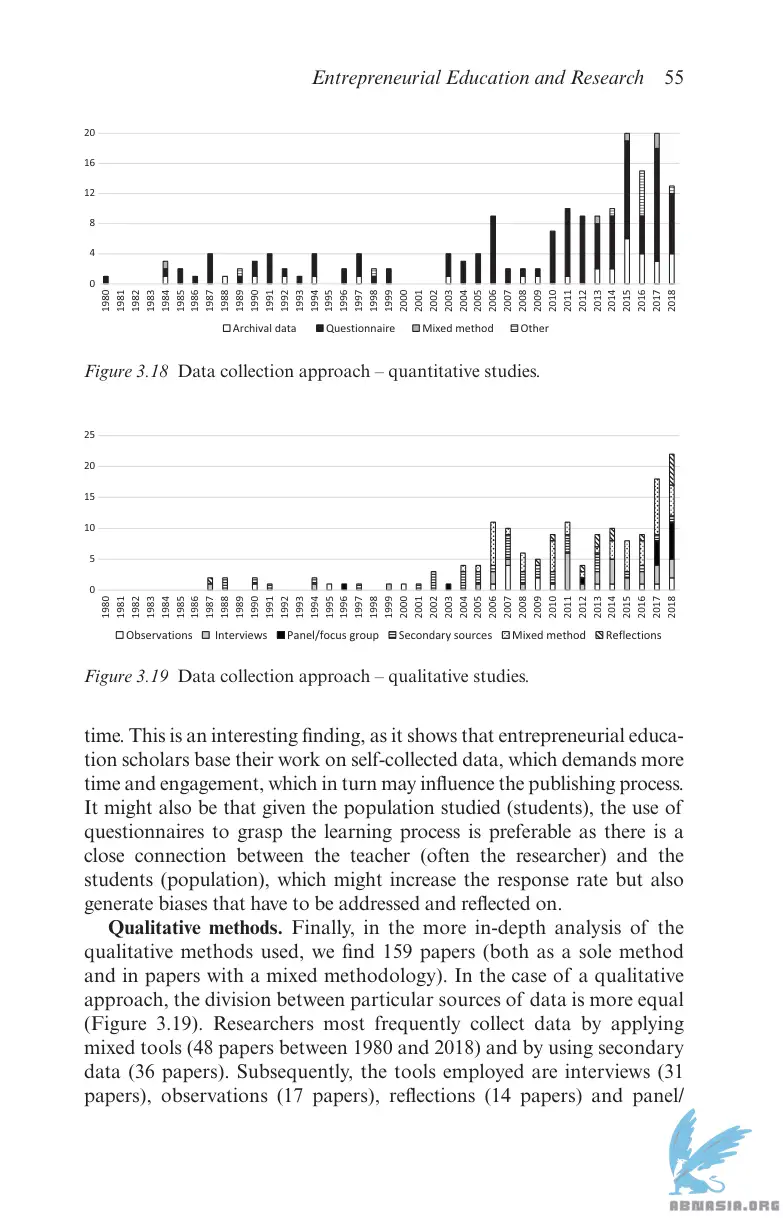 Entrepreneurial Education and Research 55
20
16
12
8
4
0
1980 1981 1982 1983 1984 1985 1986 1987 1988 1989 1990 1991 1992 1993 1994 1995 1996 1997 1998 1999 2000 2001 2002 2003 2004 2005 2006 2007 2008 2009 2010 2011 2012 2013 2014 2015 2016 2017 2018
Archival data Questionnaire Mixed method Other
Figure 3.18 Data collection approach – quantitative studies.
25
20
15
10
5
0
1980 1981 1982 1983 1984 1985 1986 1987 1988 1989 1990 1991 1992 1993 1994 1995 1996 1997 1998 1999 2000 2001 2002 2003 2004 2005 2006 2007 2008 2009 2010 2011 2012 2013 2014 2015 2016 2017 2018
Observations Interviews Panel/focus group Secondary sources Mixed method Reflections
Figure 3.19 Data collection approach – qualitative studies.
time. This is an interesting finding, as it shows that entrepreneurial educa-
tion scholars base their work on self-collected data, which demands more
time and engagement, which in turn may influence the publishing process.
It might also be that given the population studied (students), the use of
questionnaires to grasp the learning process is preferable as there is a
close connection between the teacher (often the researcher) and the
students (population), which might increase the response rate but also
generate biases that have to be addressed and reflected on.
Qualitative methods. Finally, in the more in-depth analysis of the
qualitative methods used, we find 159 papers (both as a sole method
and in papers with a mixed methodology). In the case of a qualitative
approach, the division between particular sources of data is more equal
(Figure 3.19). Researchers most frequently collect data by applying
mixed tools (48 papers between 1980 and 2018) and by using secondary
data (36 papers). Subsequently, the tools employed are interviews (31
papers), observations (17 papers), reflections (14 papers) and panel/
ABNASIA.ORG